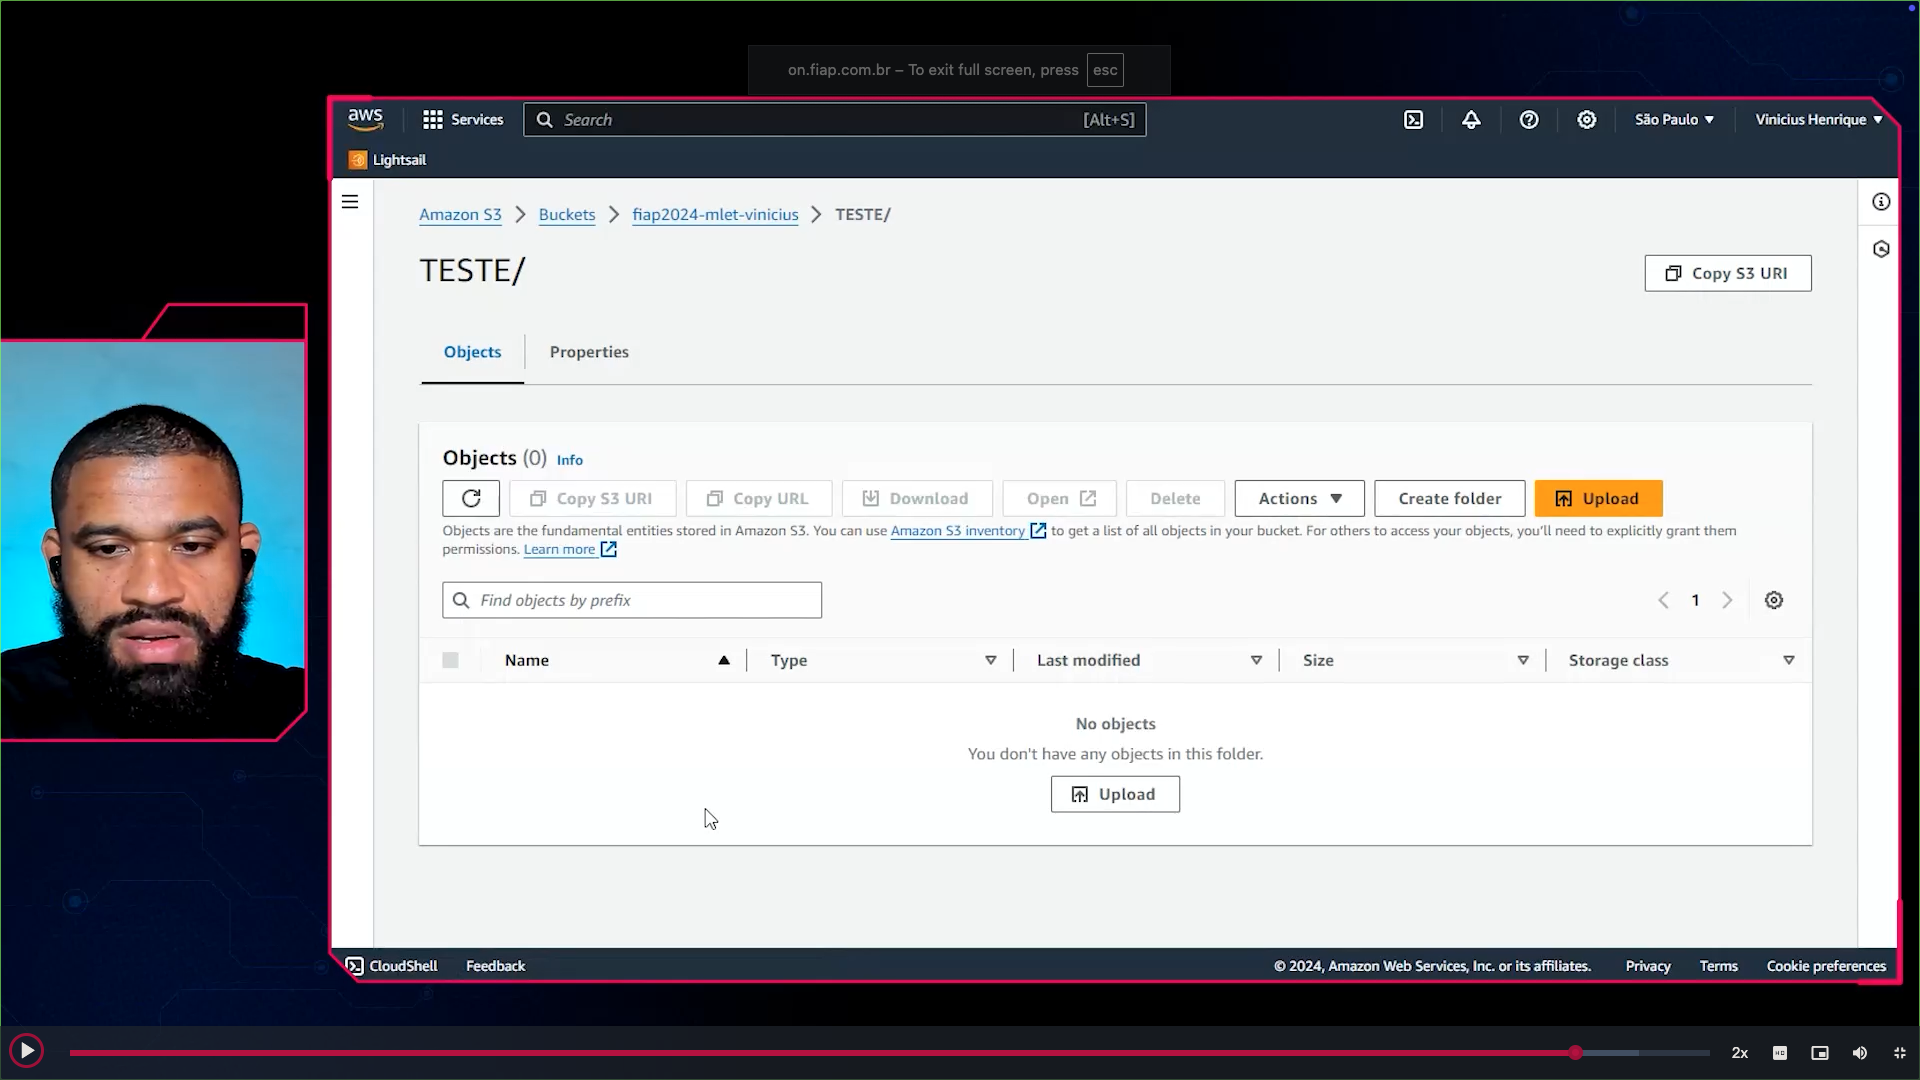 on.fiap.com.br – To exit full screen, press esc
aws Services Search [Alt+S] São Paulo Vinicius Henrique
Lightsail
Amazon S3 > Buckets > fiap2024-mlet-vinicius > TESTE/
TESTE/
Copy S3 URI
Objects Properties
Objects (0) Info
Copy S3 URI Copy URL Download Open Delete Actions Create folder Upload
Objects are the fundamental entities stored in Amazon S3. You can use Amazon S3 inventory to get a list of all objects in your bucket. For others to access your objects, you’ll need to explicitly grant them
permissions. Learn more
Find objects by prefix
1
Name Type Last modified Size Storage class
No objects
You don't have any objects in this folder.
Upload
CloudShell Feedback © 2024, Amazon Web Services, Inc. or its affiliates. Privacy Terms Cookie preferences
2x HD